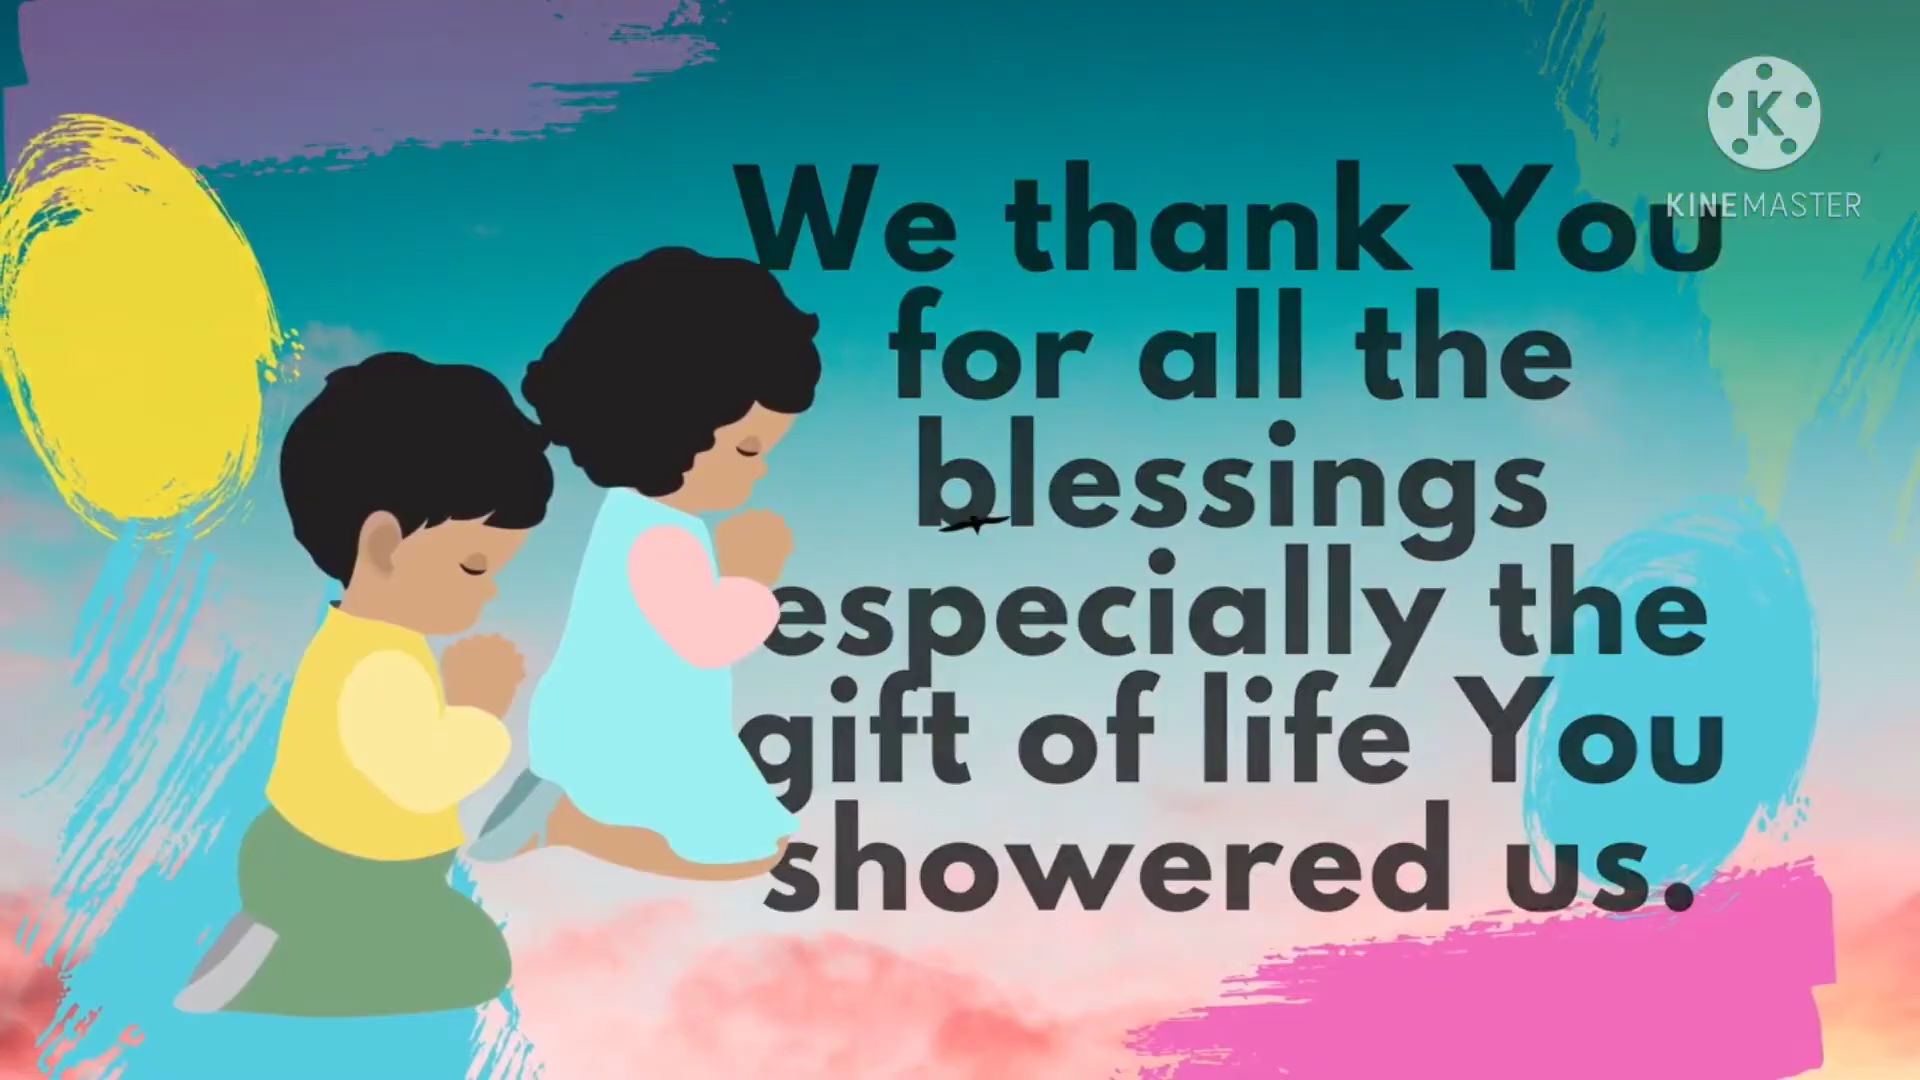 We thank You
for all the
blessings
especially the
gift of life You
showered us.
K
KINEMASTER